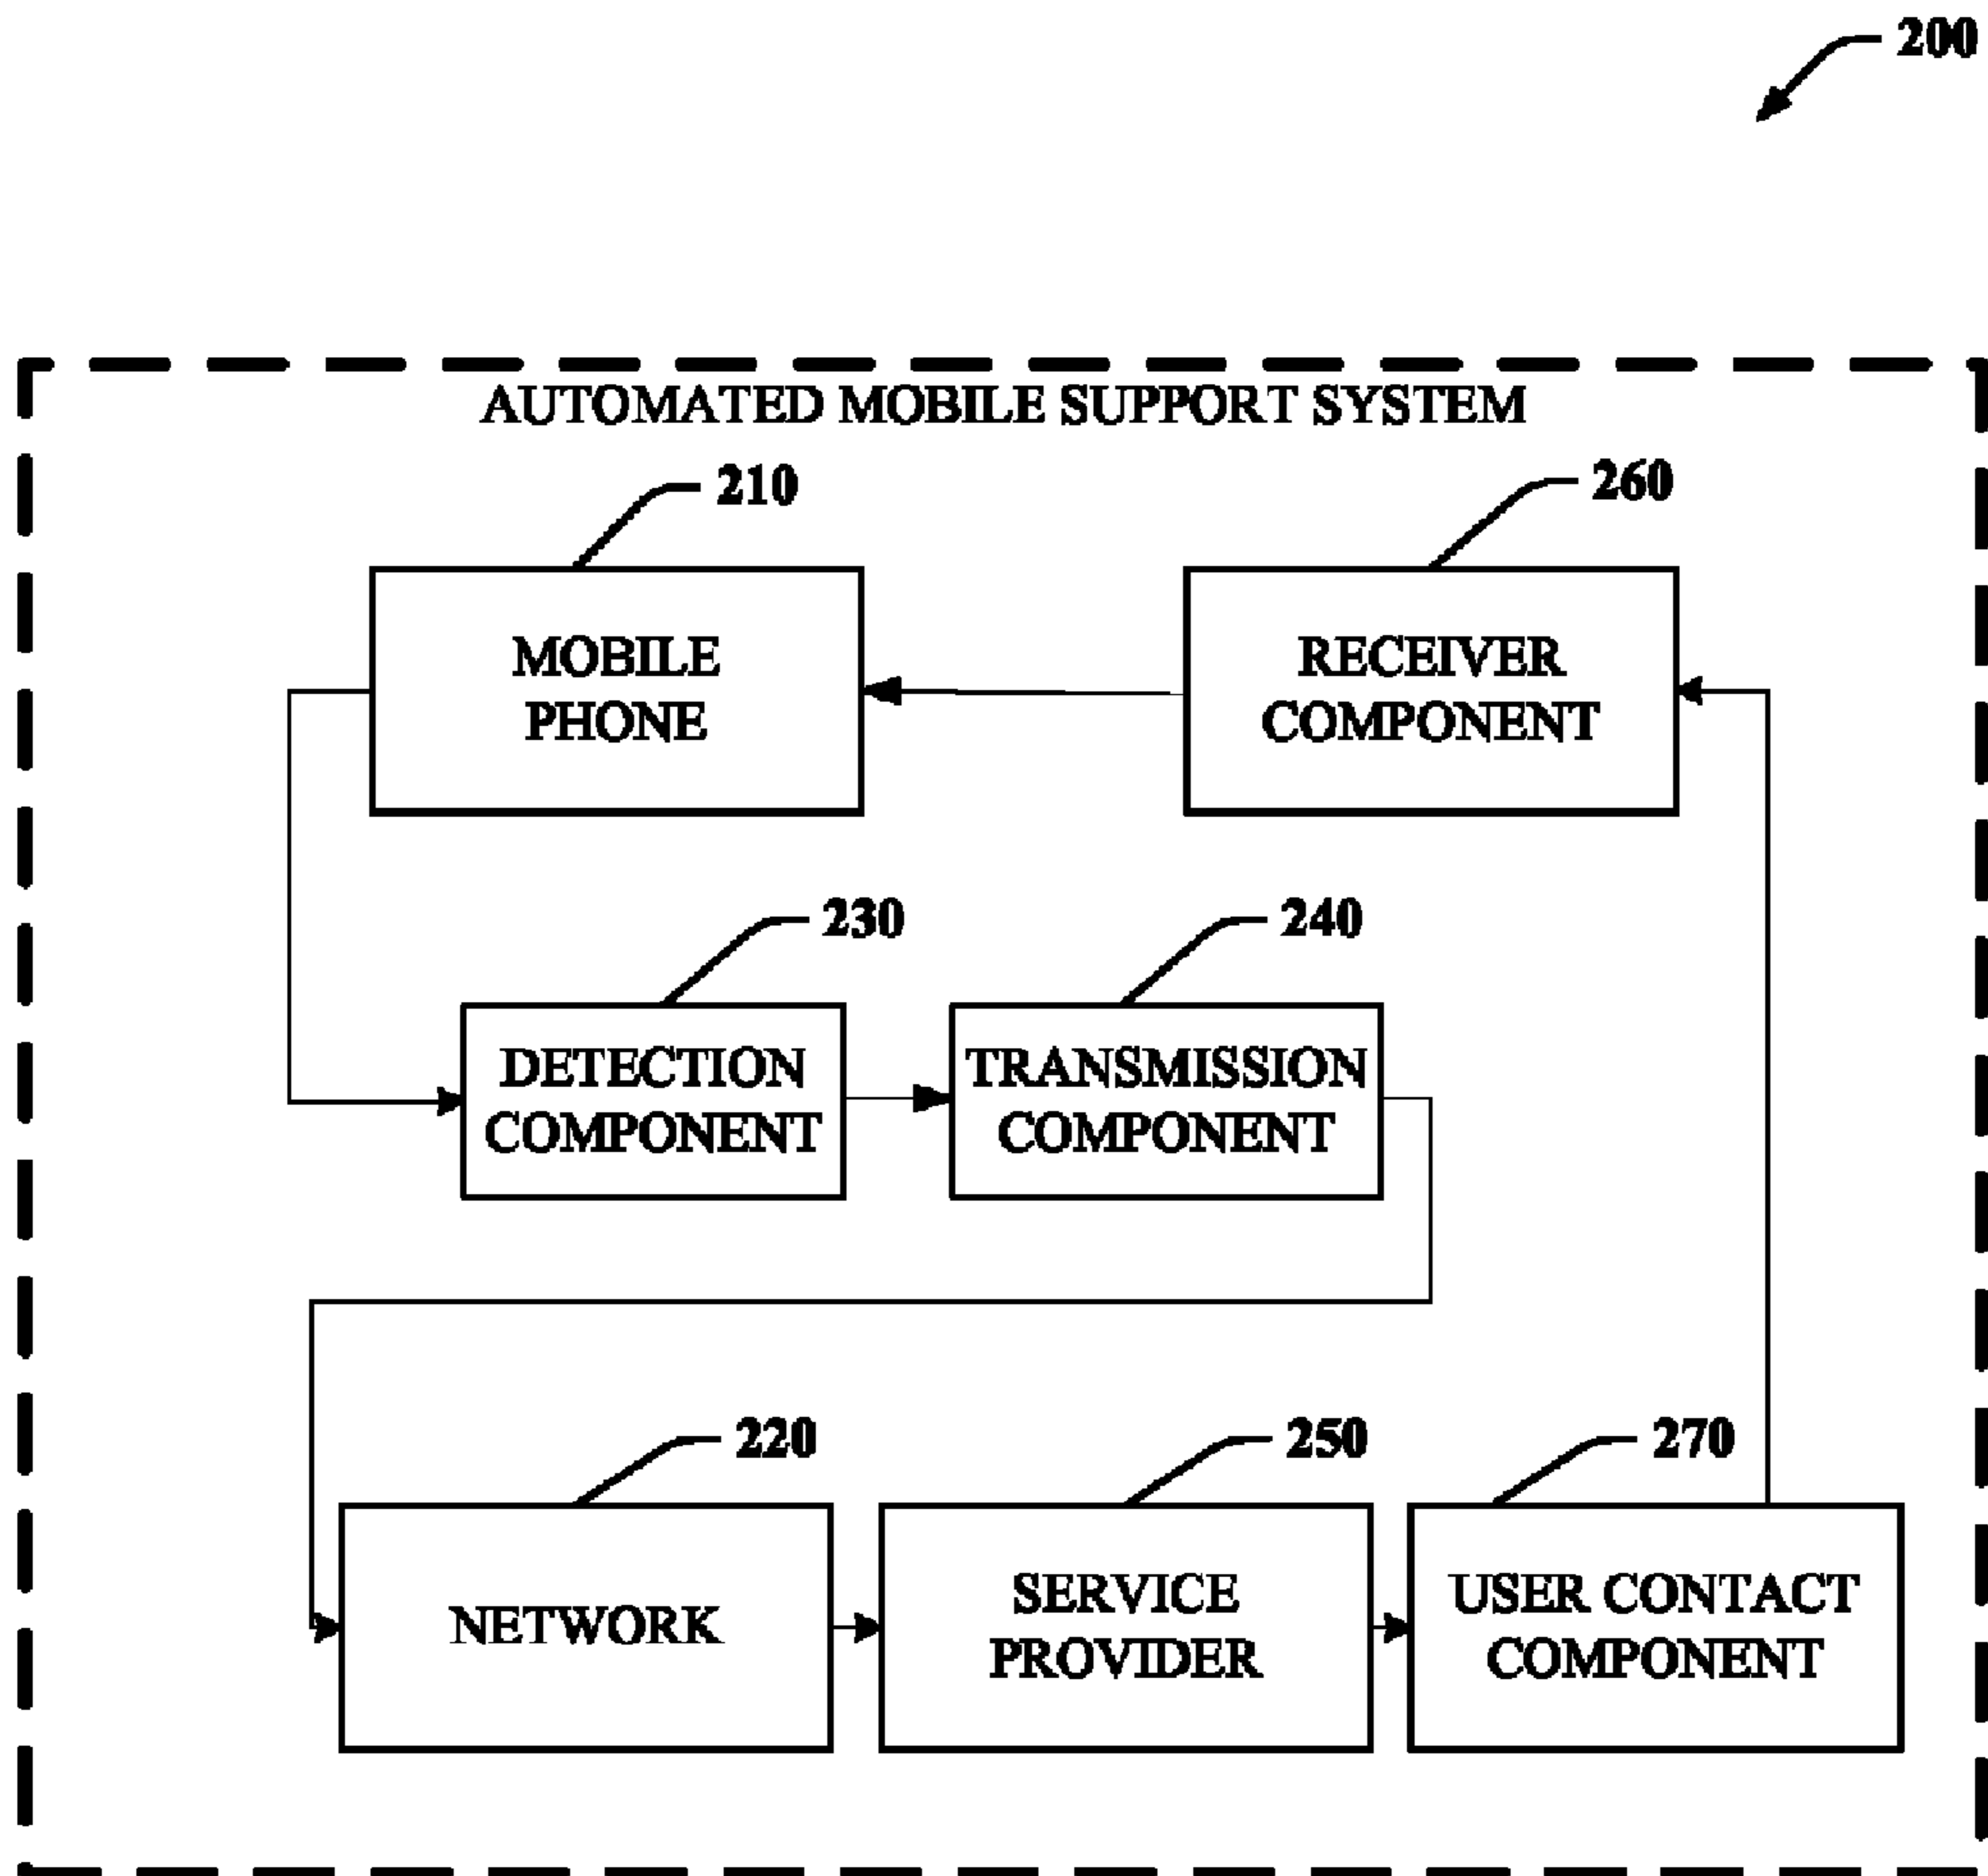 200
AUTOMATED MOBILE SUPPORT SYSTEM
210
260
MOBILE
PHONE
RECEIVER
COMPONENT
230
240
DETECTION
COMPONENT
TRANSMISSION
COMPONENT
220
250
270
NETWORK
SERVICE
PROVIDER
USER CONTACT
COMPONENT